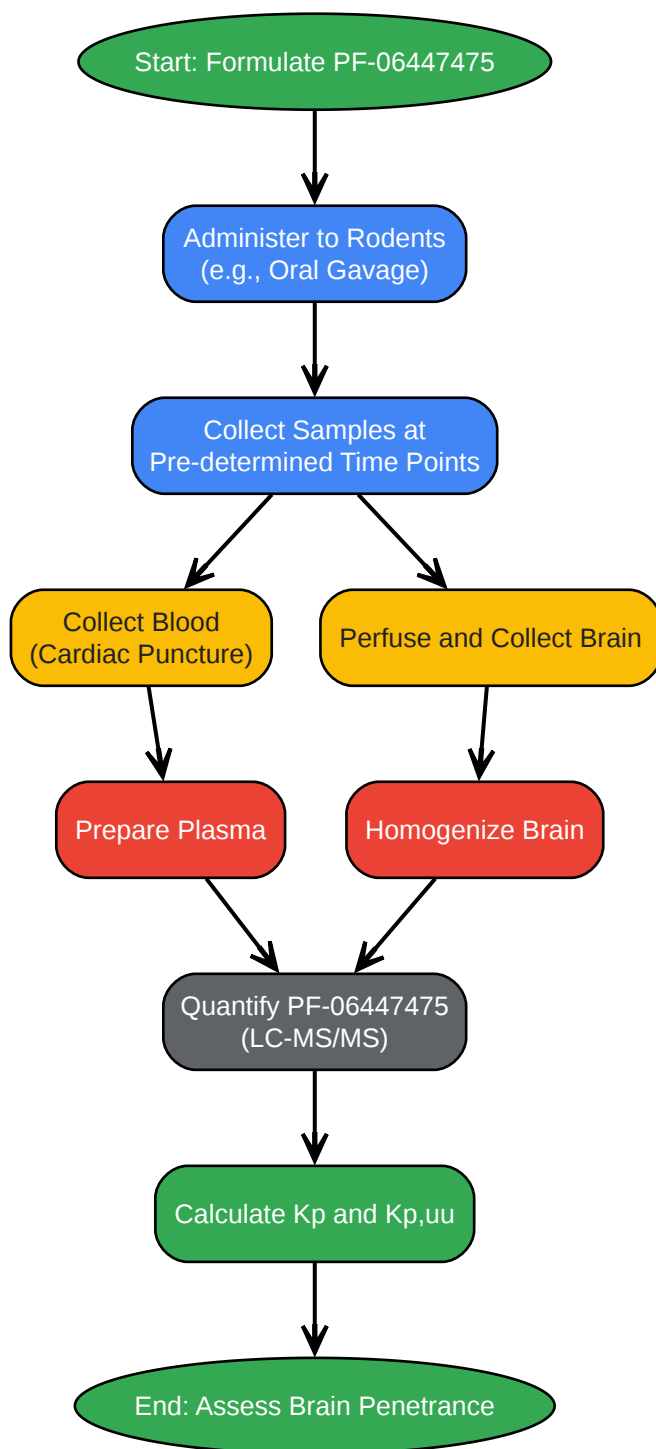 Start: Formulate PF-06447475
Administer to Rodents
(e.g., Oral Gavage)
Collect Samples at
Pre-determined Time Points
Collect Blood
(Cardiac Puncture)
Perfuse and Collect Brain
Prepare Plasma
Homogenize Brain
Quantify PF-06447475
(LC-MS/MS)
Calculate Kp and Kp,uu
End: Assess Brain Penetrance